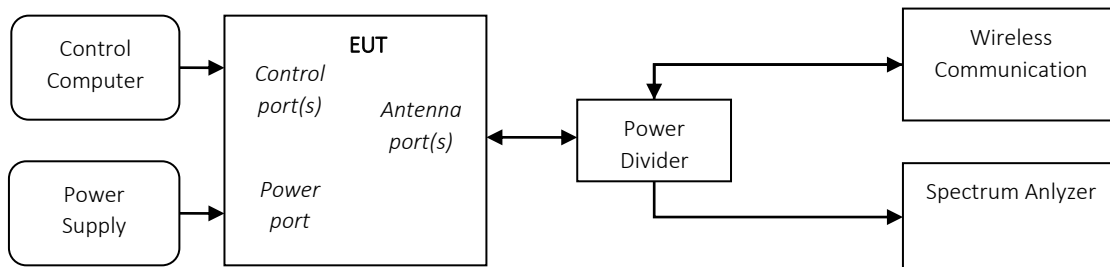 Control
Computer
Power
Supply
EUT
Control
port(s)
Antenna
port(s)
Power
port
Power
Divider
Wireless
Communication
Spectrum Anlyzer